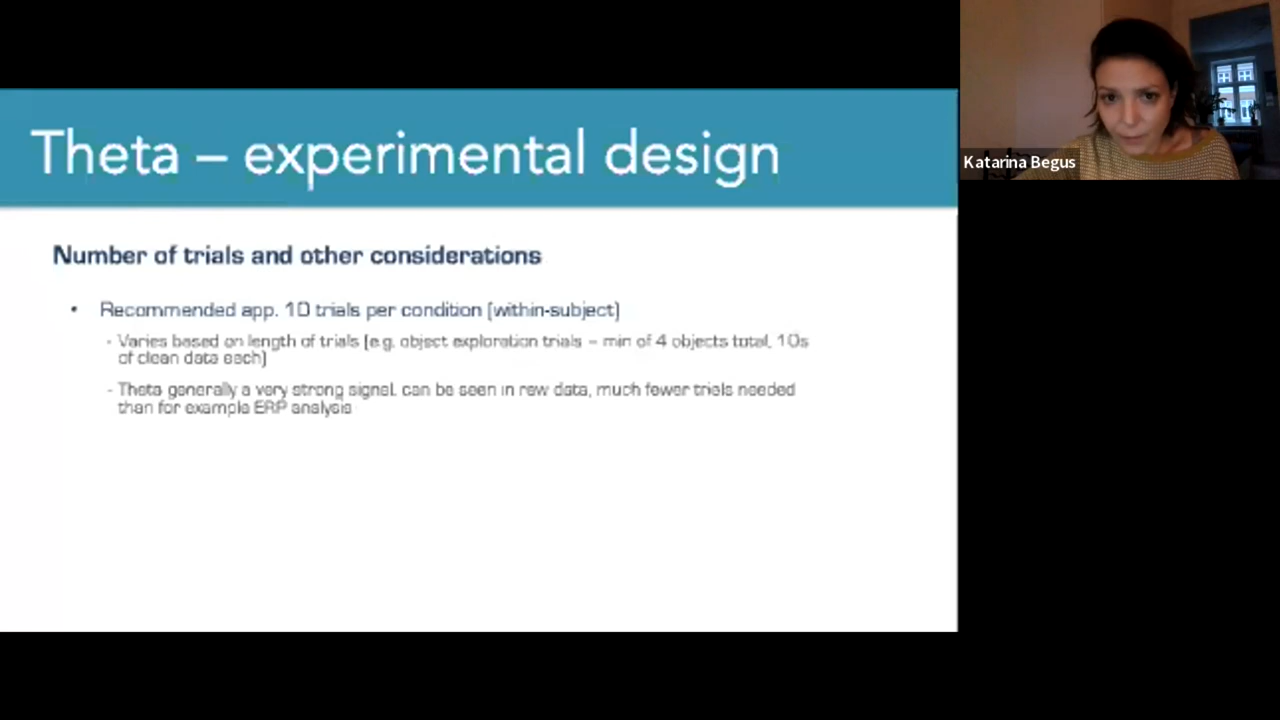 Theta – experimental design
Katarina Begus
Number of trials and other considerations
• Recommended app. 10 trials per condition (within-subject)
- Varies based on length of trials (e.g. object exploration trials – min of 4 objects total, 10s
of clean data each)
- Theta generally a very strong signal, can be seen in raw data, much fewer trials needed
than for example ERP analysis